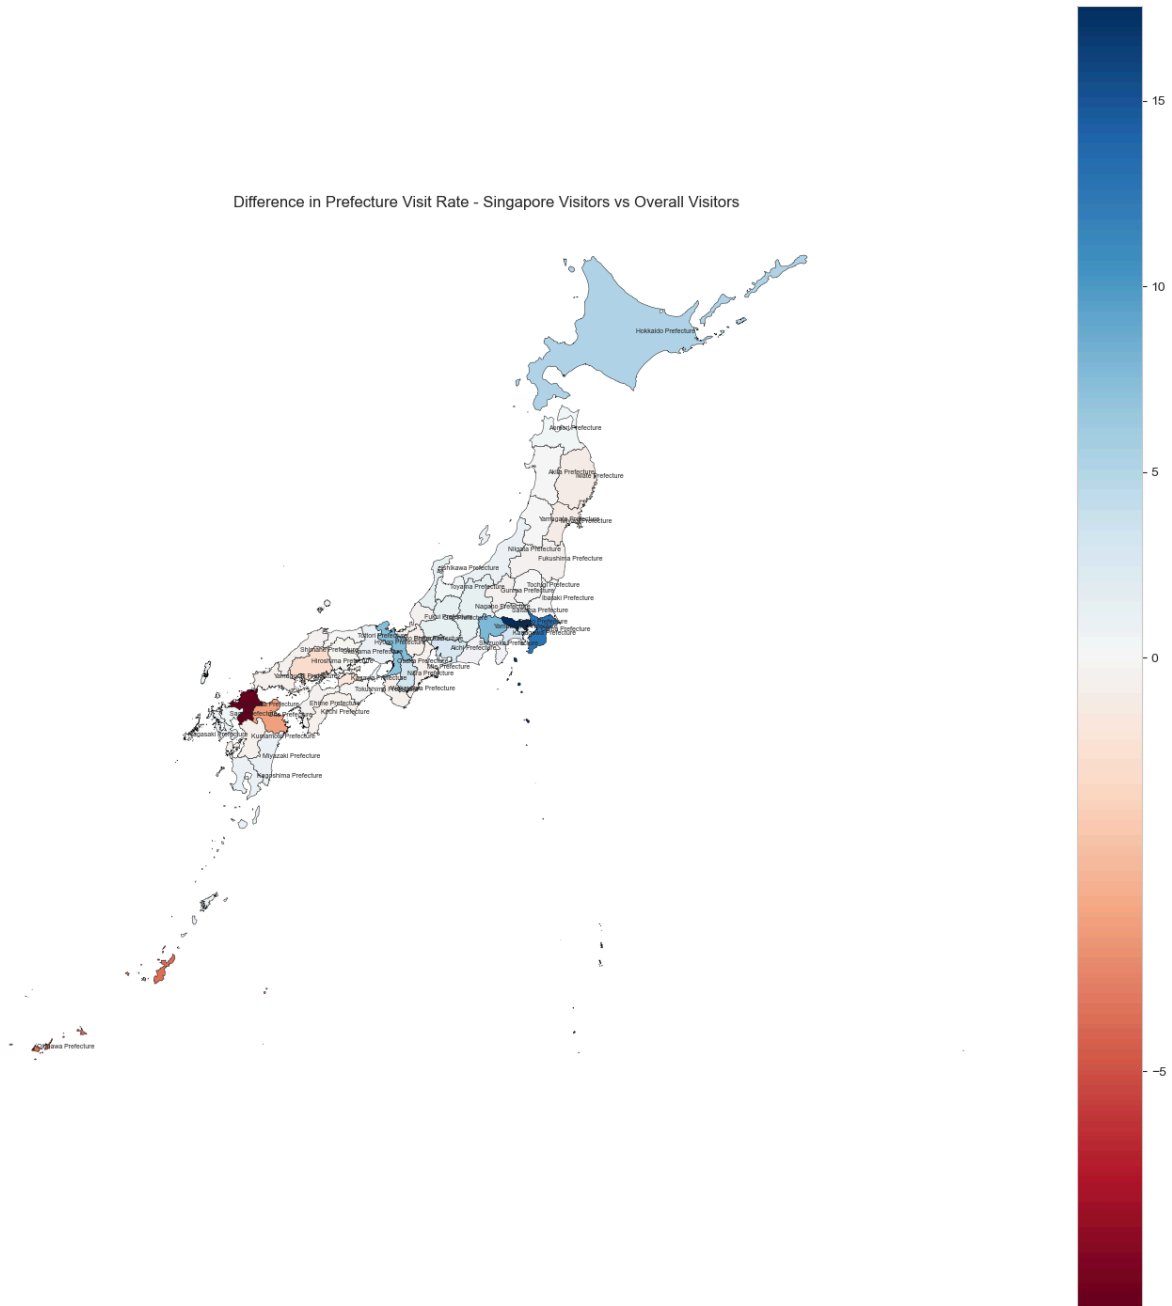 Difference in Prefecture Visit Rate - Singapore Visitors vs Overall Visitors
15
10
5
0
−5
Hokkaido Prefecture
Aomori Prefecture
Akita Prefecture
Iwate Prefecture
Yamagata Prefecture
Niigata Prefecture
Fukushima Prefecture
Ishikawa Prefecture
Toyama Prefecture
Tochigi Prefecture
Gunma Prefecture
Ibaraki Prefecture
Nagano Prefecture
Saitama Prefecture
Fukui Prefecture
Tottori Prefecture
Aichi Prefecture
Shimane Prefecture
Hiroshima Prefecture
Osaka Prefecture
Mie Prefecture
Nara Prefecture
Kagawa Prefecture
Yamaguchi Prefecture
Tokushima
Ehime Prefecture
Kochi Prefecture
Nagasaki Prefecture
Kumamoto Prefecture
Miyazaki Prefecture
Kagoshima Prefecture
Okinawa Prefecture